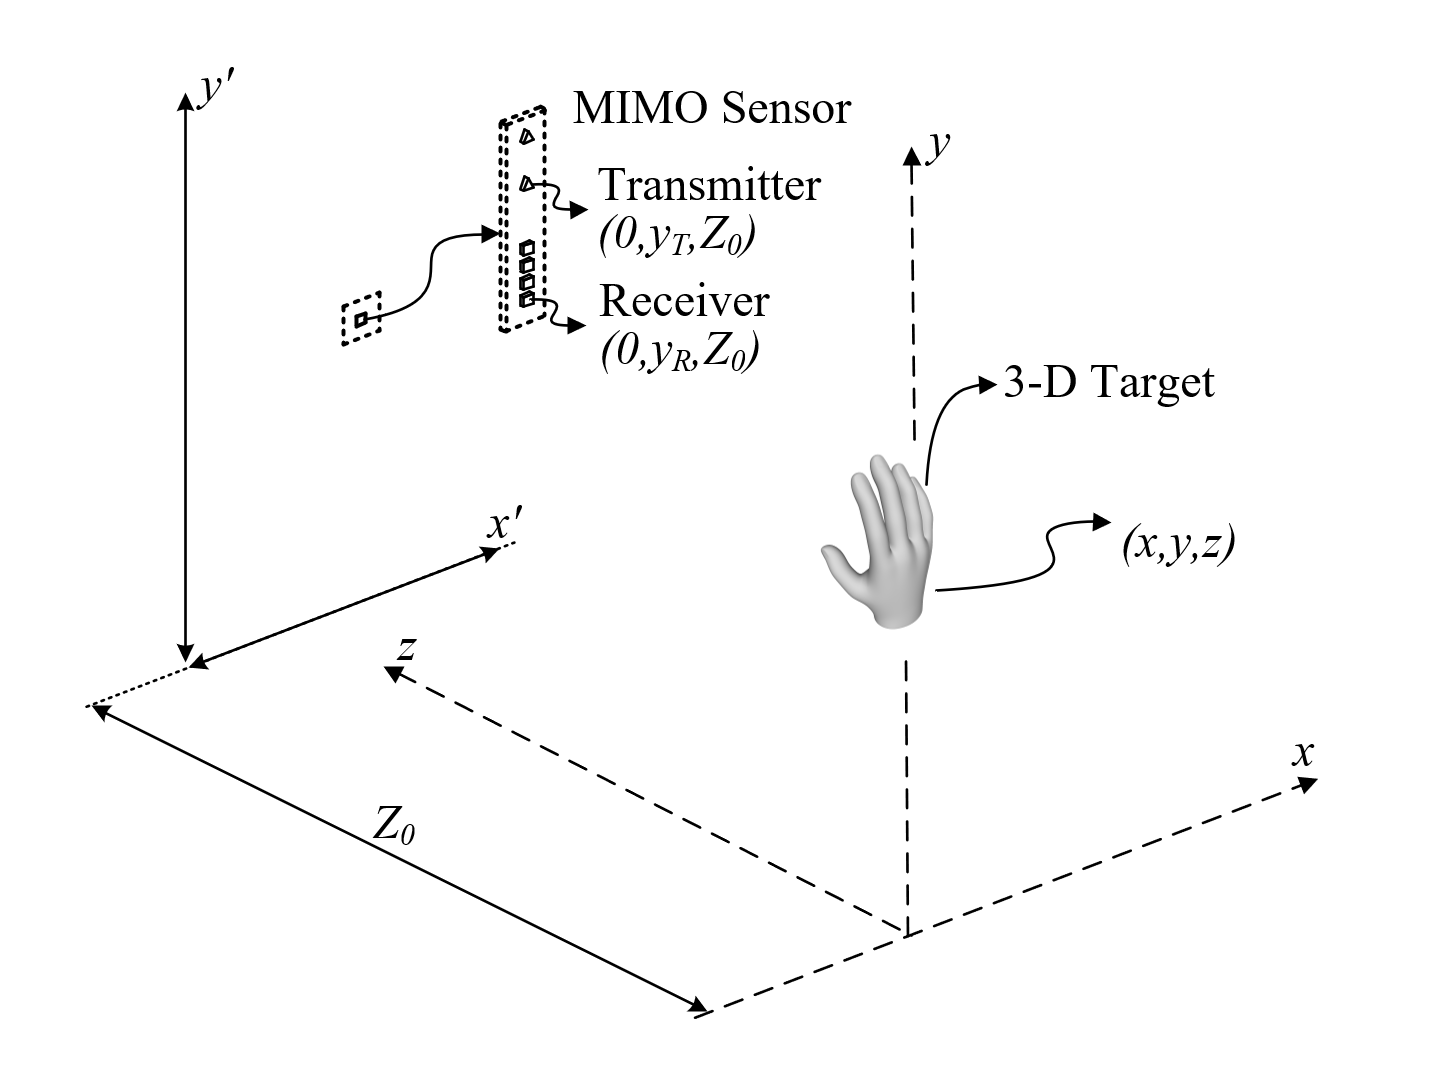 y′
MIMO Sensor
Transmitter
(0,y_T,Z_0)
Receiver
(0,y_R,Z_0)
y
3-D Target
(x,y,z)
x′
z
x
Z_0